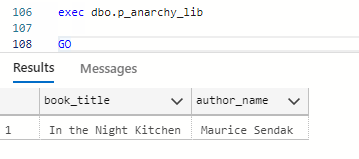 106 exec dbo.p_anarchy_lib
107
108 GO
Results Messages
book_title author_name
1 In the Night Kitchen Maurice Sendak